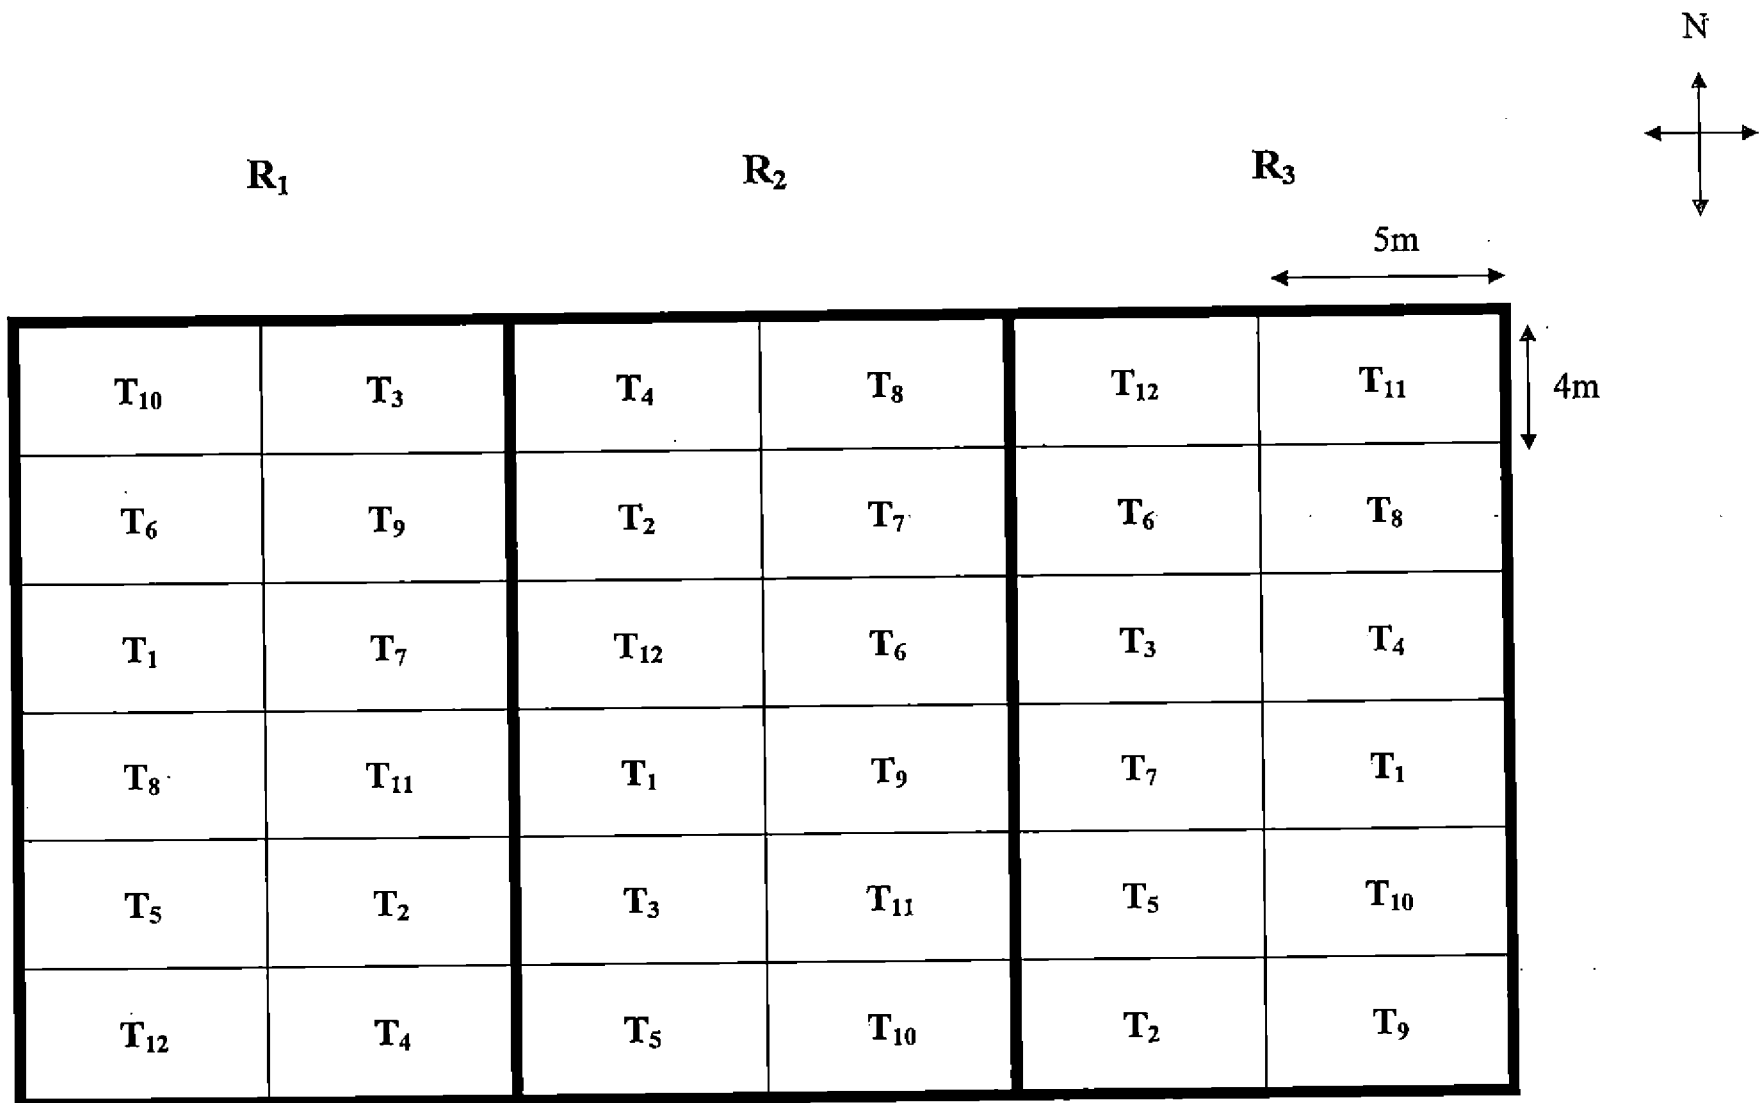 N
R₁ R₂ R₃
5m
T₁₀ T₃ T₄ T₈ T₁₂ T₁₁ 4m
T₆ T₉ T₂ T₇ T₆ T₈
T₁ T₇ T₁₂ T₆ T₃ T₄
T₈ T₁₁ T₁ T₉ T₇ T₁
T₅ T₂ T₃ T₁₁ T₅ T₁₀
T₁₂ T₄ T₅ T₁₀ T₂ T₉